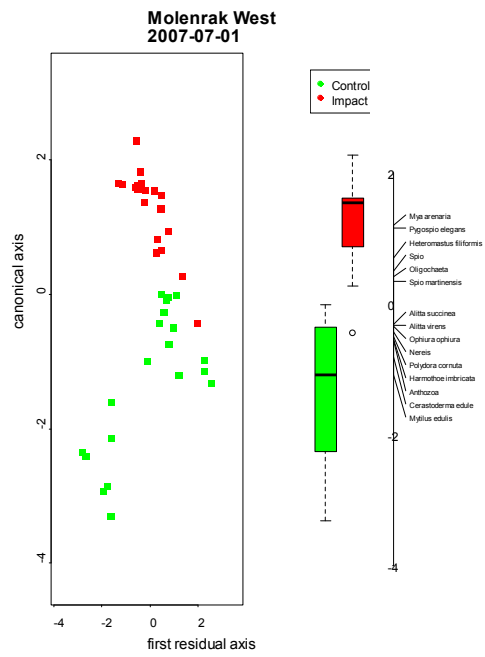 Molenrak West
2007-07-01
Control
Impact
canonical axis
2
0
-2
-4
-4
-2
0
2
first residual axis
2
0
-2
-4
Mya arenaria
Pygospio elegans
Heteromastus filiformis
Spio
Oligochaeta
Spio martinensis
Alitta succinea
Alitta virens
Ophiura ophiura
Nereis
Polydora cornuta
Harmothoe imbricata
Anthozoa
Cerastoderma edule
Mytilus edulis